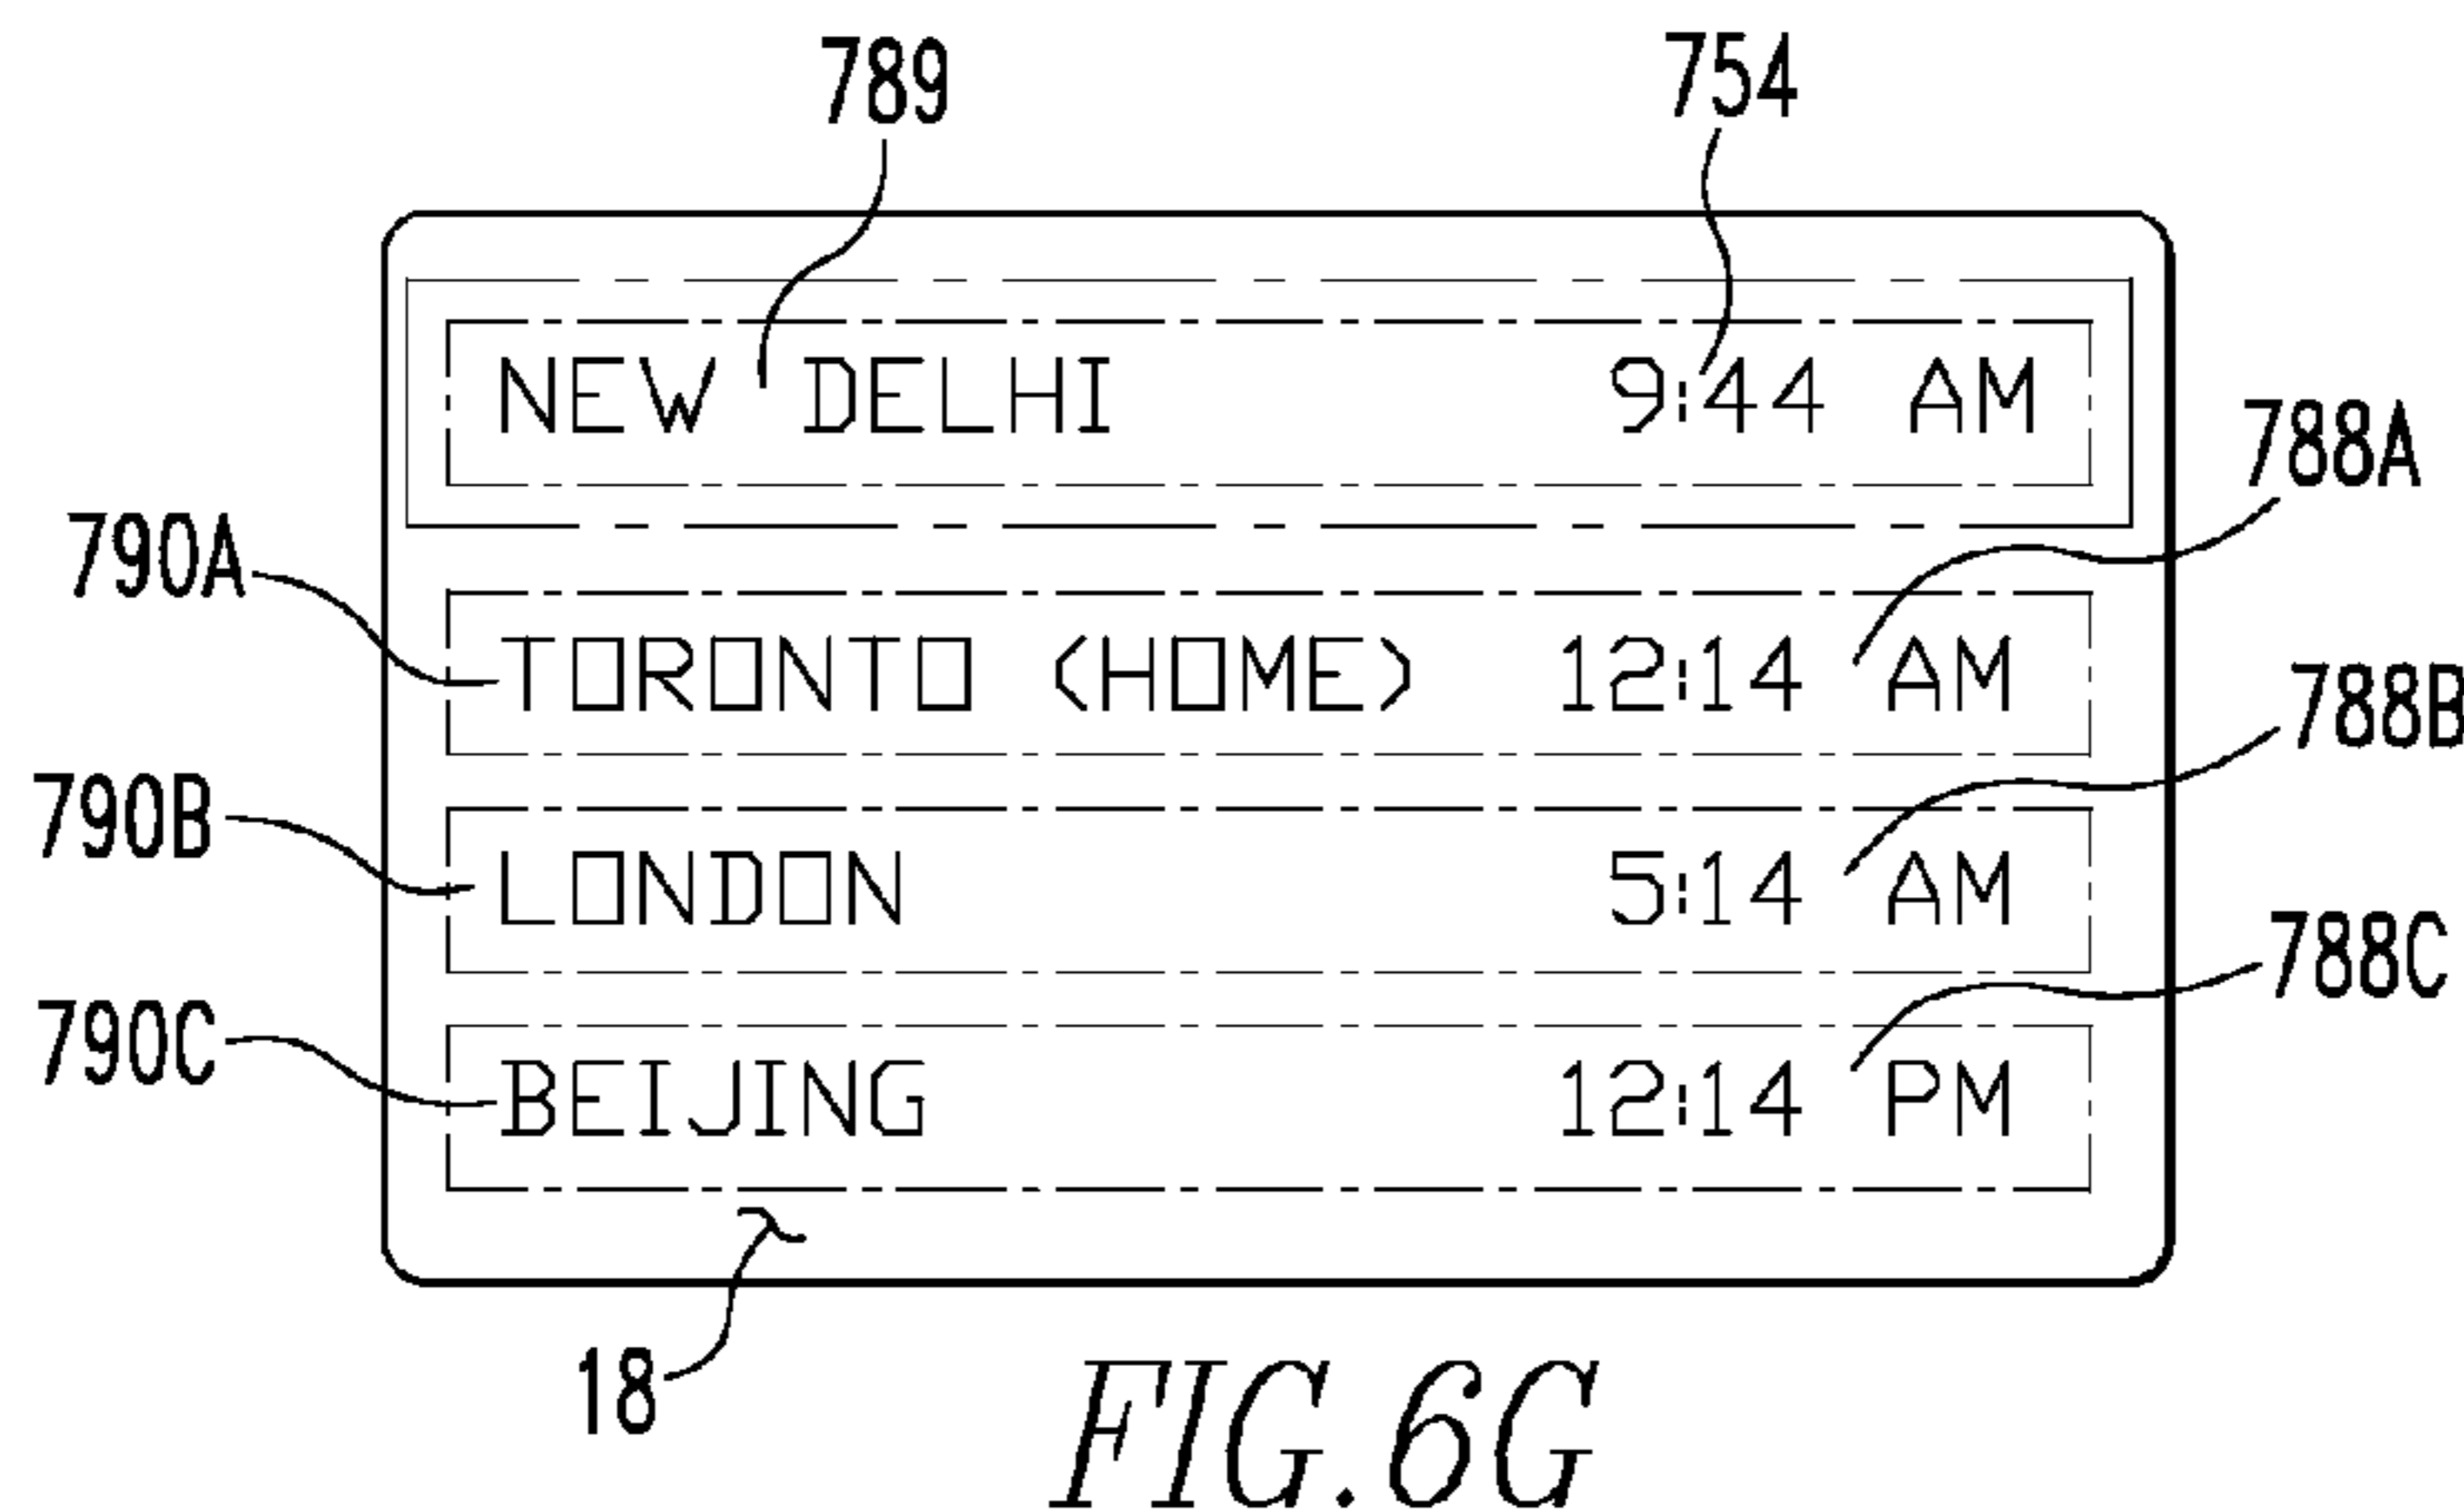 789 754
NEW DELHI 9:44 AM
788A
790A
TORONTO (HOME) 12:14 AM
788B
790B
LONDON 5:14 AM
788C
790C
BEIJING 12:14 PM
18
FIG.6G